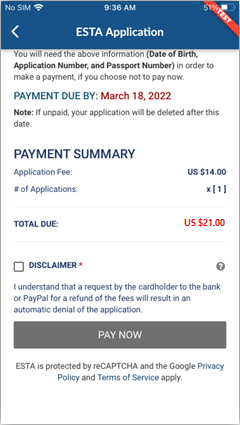 No SIM 9:36 AM 51%
TEST
ESTA Application
You will need the above information (Date of Birth,
Application Number, and Passport Number) in order to
make a payment, if you choose not to pay now.
PAYMENT DUE BY: March 18, 2022
Note: If unpaid, your application will be deleted after this
date.
PAYMENT SUMMARY
Application Fee: US $14.00
# of Applications: x [ 1 ]
TOTAL DUE: US $21.00
DISCLAIMER * ?
I understand that a request by the cardholder to the bank
or PayPal for a refund of the fees will result in an
automatic denial of the application.
PAY NOW
ESTA is protected by reCAPTCHA and the Google Privacy
Policy and Terms of Service apply.